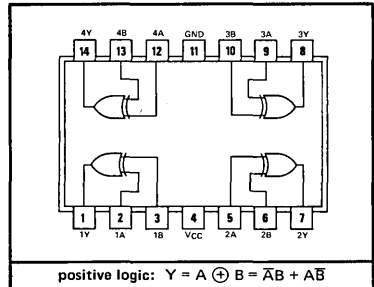 4Y 4B 4A GND 3B 3A 3Y
14 13 12 11 10 9 8
1 2 3 4 5 6 7
1Y 1A 1B VCC 2A 2B 2Y
positive logic: Y = A ⊕ B = A̅B + AB̅